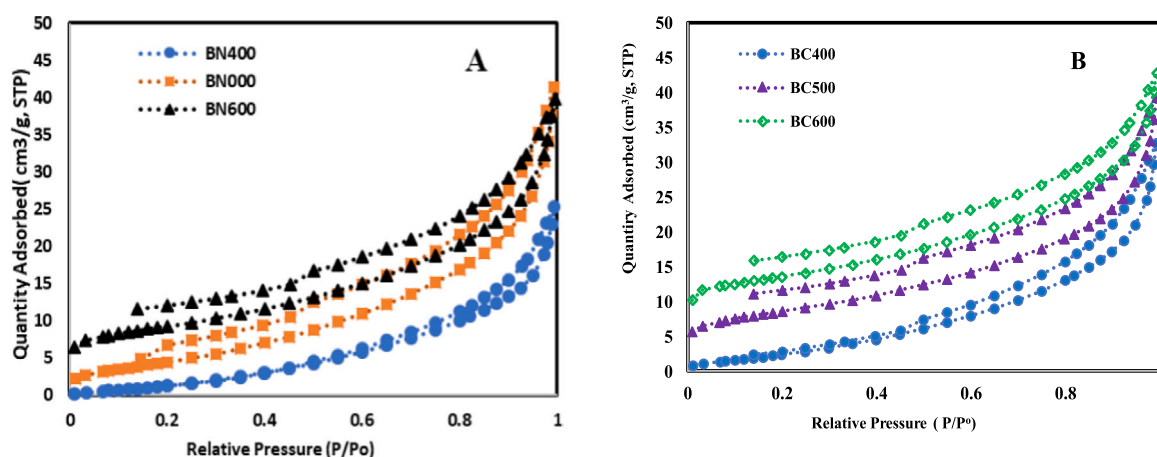 A
BN400
BN000
BN600
Quantity Adsorbed( cm3/g, STP)
50
45
40
35
30
25
20
15
10
5
0
0 0.2 0.4 0.6 0.8 1
Relative Pressure (P/Po)
B
BC400
BC500
BC600
Quantity Adsorbed (cm³/g, STP)
50
45
40
35
30
25
20
15
10
5
0
0 0.2 0.4 0.6 0.8
Relative Pressure ( P/Pº)